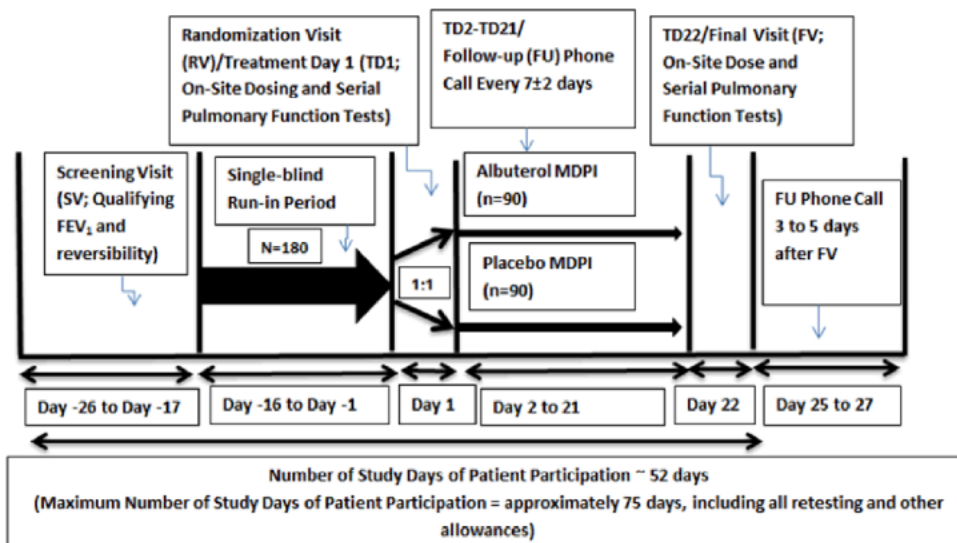 Randomization Visit
(RV)/Treatment Day 1 (TD1;
On-Site Dosing and Serial
Pulmonary Function Tests)
TD2-TD21/
Follow-up (FU) Phone
Call Every 7±2 days
TD22/Final Visit (FV;
On-Site Dose and
Serial Pulmonary
Function Tests)
Screening Visit
(SV; Qualifying
FEV₁ and
reversibility)
Single-blind
Run-in Period
N=180
1:1
Albuterol MDPI
(n=90)
Placebo MDPI
(n=90)
FU Phone Call
3 to 5 days
after FV
Day -26 to Day -17
Day -16 to Day -1
Day 1
Day 2 to 21
Day 22
Day 25 to 27
Number of Study Days of Patient Participation ~ 52 days
(Maximum Number of Study Days of Patient Participation = approximately 75 days, including all retesting and other
allowances)